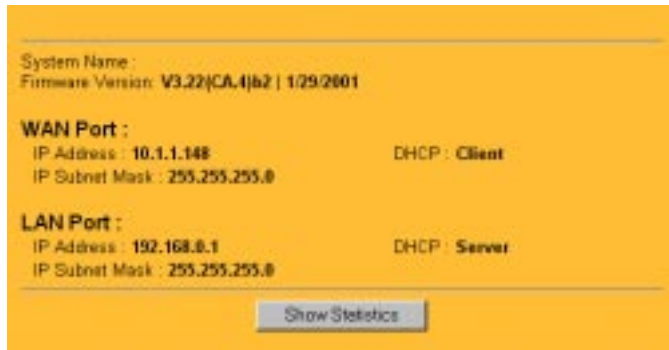 System Name :
Firmware Version: V3.22(CA.4)b2 | 1/29/2001
WAN Port :
IP Address : 10.1.1.148 DHCP : Client
IP Subnet Mask : 255.255.255.0
LAN Port :
IP Address : 192.168.0.1 DHCP : Server
IP Subnet Mask : 255.255.255.0
Show Statistics